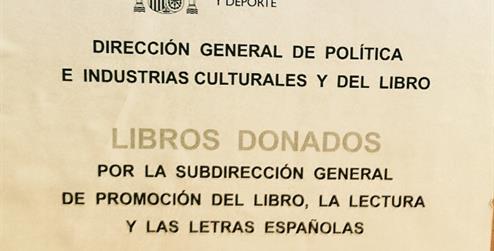 Y DEPORTE
DIRECCIÓN GENERAL DE POLÍTICA
E INDUSTRIAS CULTURALES Y DEL LIBRO
LIBROS DONADOS
POR LA SUBDIRECCIÓN GENERAL
DE PROMOCIÓN DEL LIBRO, LA LECTURA
Y LAS LETRAS ESPAÑOLAS